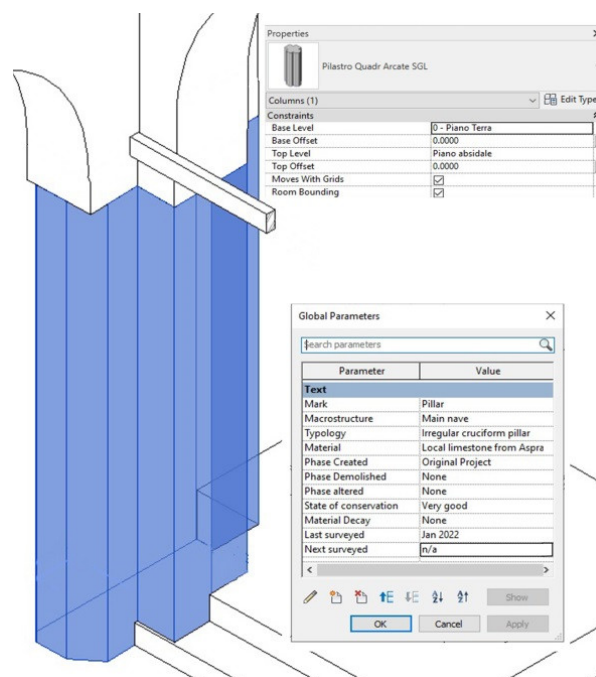 Properties
Pilastro Quadr Arcate SGL
Columns (1) Edit Type
Constraints
Base Level 0 - Piano Terra
Base Offset 0.0000
Top Level Piano absidale
Top Offset 0.0000
Moves With Grids
Room Bounding
Global Parameters
Search parameters
Parameter Value
Text
Mark Pillar
Macrostructure Main nave
Typology Irregular cruciform pillar
Material Local limestone from Aspra
Phase Created Original Project
Phase Demolished None
Phase altered None
State of conservation Very good
Material Decay None
Last surveyed Jan 2022
Next surveyed n/a
Show
OK Cancel Apply